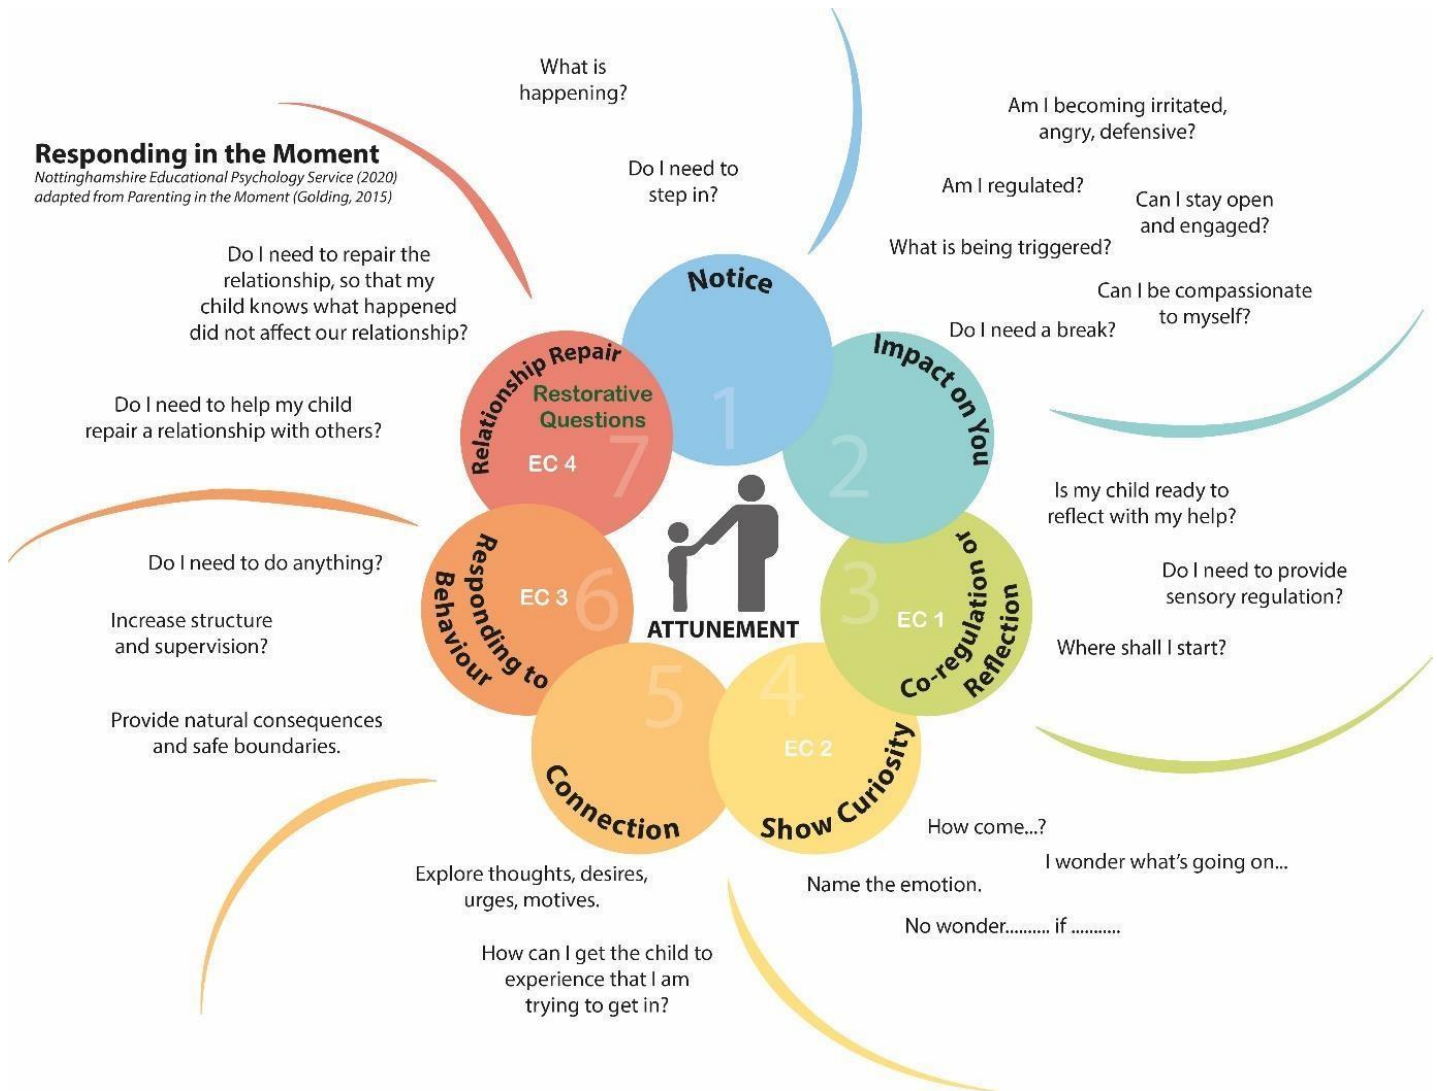 Responding in the Moment
Nottinghamshire Educational Psychology Service (2020)
adapted from Parenting in the Moment (Golding, 2015)
What is
happening?
Do I need to
step in?
Notice
1
Am I becoming irritated,
angry, defensive?
Am I regulated?
Can I stay open
and engaged?
What is being triggered?
Can I be compassionate
to myself?
Do I need a break?
Impact on You
2
Is my child ready to
reflect with my help?
Do I need to provide
sensory regulation?
Where shall I start?
Co-regulation or
Reflection
EC 1
3
How come...?
I wonder what's going on...
Name the emotion.
No wonder.......... if ...........
Show Curiosity
EC 2
4
Explore thoughts, desires,
urges, motives.
How can I get the child to
experience that I am
trying to get in?
Connection
5
Do I need to do anything?
Increase structure
and supervision?
Provide natural consequences
and safe boundaries.
Responding to
Behaviour
EC 3
6
Do I need to repair the
relationship, so that my
child knows what happened
did not affect our relationship?
Do I need to help my child
repair a relationship with others?
Relationship Repair
Restorative
Questions
EC 4
7
ATTUNEMENT